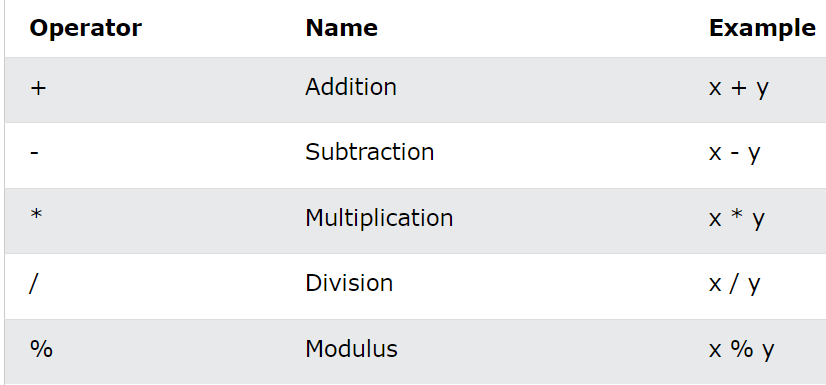 Operator Name Example
+ Addition x + y
- Subtraction x - y
* Multiplication x * y
/ Division x / y
% Modulus x % y